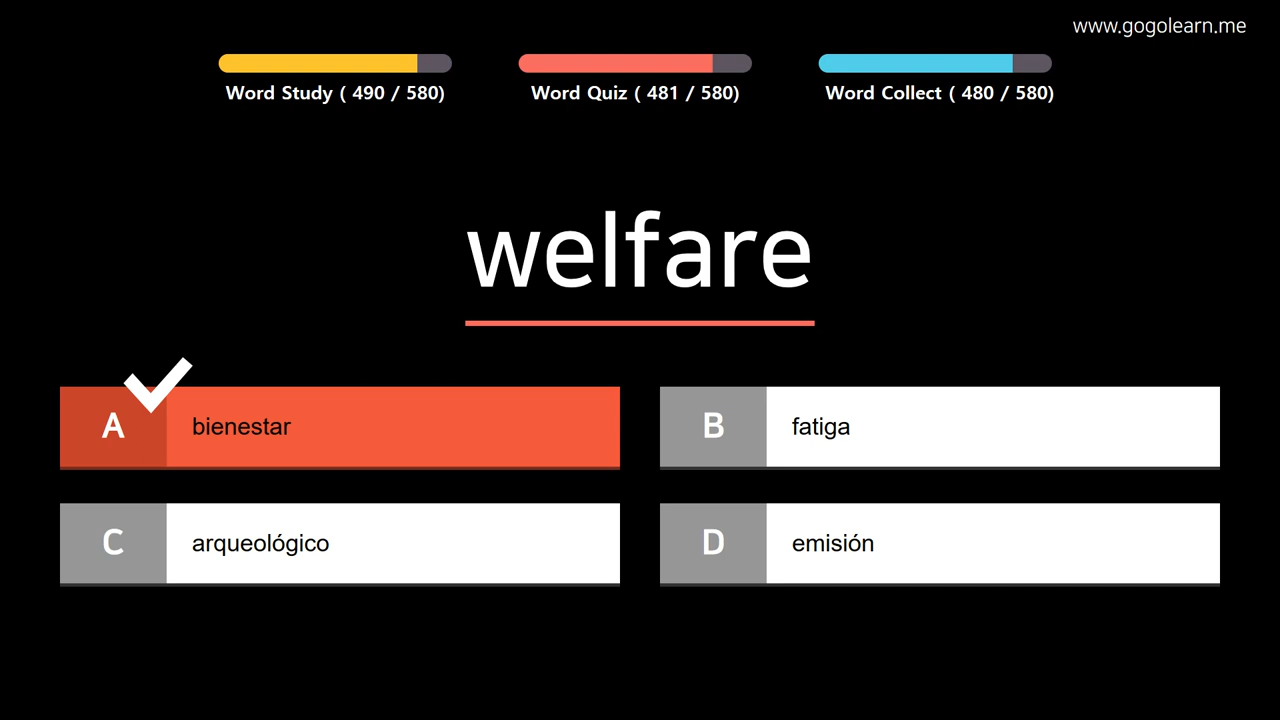 www.gogolearn.me
Word Study ( 490 / 580)
Word Quiz ( 481 / 580)
Word Collect ( 480 / 580)
welfare
A bienestar
B fatiga
C arqueológico
D emisión